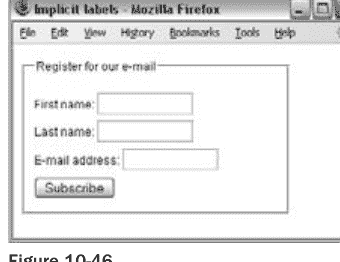 Implicit labels - Mozilla Firefox
File Edit View History Bookmarks Tools Help
Register for our e-mail
First name:
Last name:
E-mail address:
Subscribe
Figure 10-46